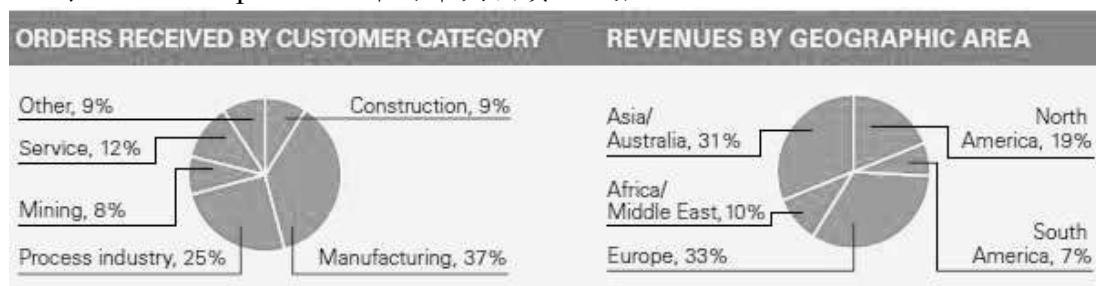 ORDERS RECEIVED BY CUSTOMER CATEGORY
Other, 9%
Construction, 9%
Service, 12%
Mining, 8%
Process industry, 25%
Manufacturing, 37%
REVENUES BY GEOGRAPHIC AREA
Asia/
Australia, 31%
North
America, 19%
Africa/
Middle East, 10%
South
America, 7%
Europe, 33%